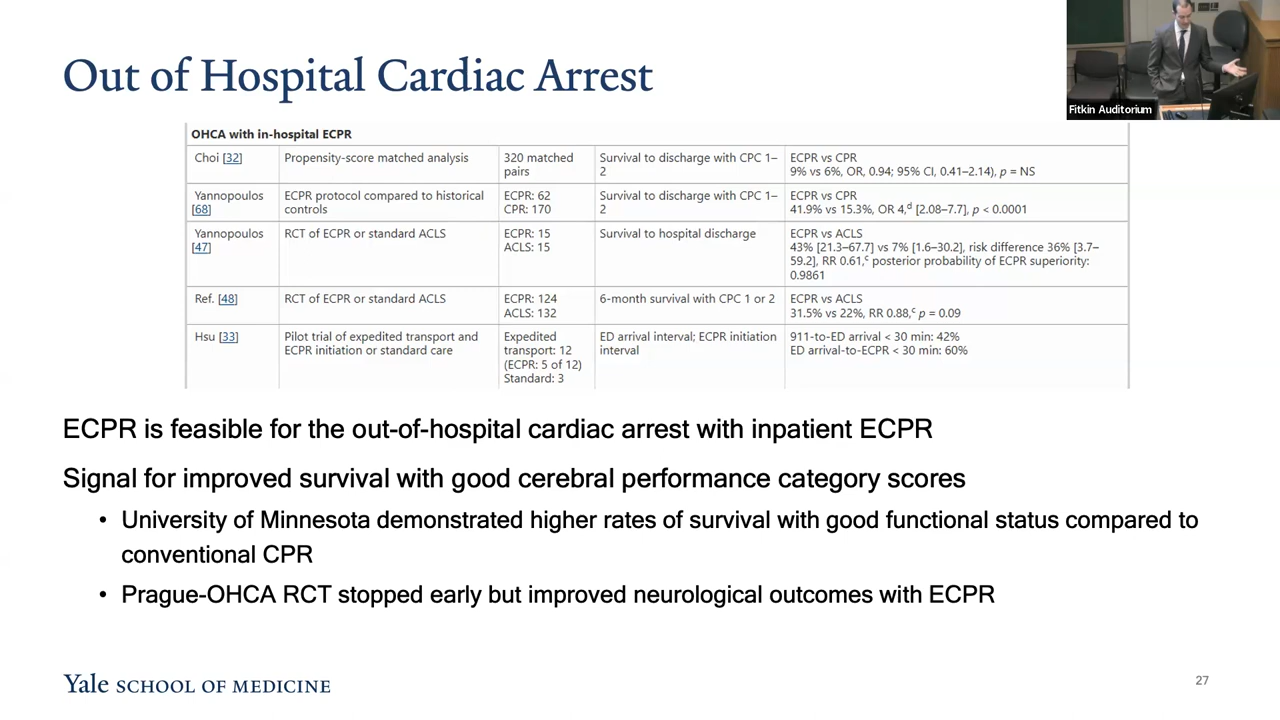 Out of Hospital Cardiac Arrest
Fitkin Auditorium
OHCA with in-hospital ECPR
Choi [32]
Propensity-score matched analysis
320 matched
pairs
Survival to discharge with CPC 1–
2
ECPR vs CPR
9% vs 6%, OR, 0.94; 95% CI, 0.41–2.14), p = NS
Yannopoulos
[68]
ECPR protocol compared to historical
controls
ECPR: 62
CPR: 170
Survival to discharge with CPC 1–
2
ECPR vs CPR
41.9% vs 15.3%, OR 4,ᵈ [2.08–7.7], p < 0.0001
Yannopoulos
[47]
RCT of ECPR or standard ACLS
ECPR: 15
ACLS: 15
Survival to hospital discharge
ECPR vs ACLS
43% [21.3–67.7] vs 7% [1.6–30.2], risk difference 36% [3.7–
59.2], RR 0.61,ᶜ posterior probability of ECPR superiority:
0.9861
Ref. [48]
RCT of ECPR or standard ACLS
ECPR: 124
ACLS: 132
6-month survival with CPC 1 or 2
ECPR vs ACLS
31.5% vs 22%, RR 0.88,ᶜ p = 0.09
Hsu [33]
Pilot trial of expedited transport and
ECPR initiation or standard care
Expedited
transport: 12
(ECPR: 5 of 12)
Standard: 3
ED arrival interval; ECPR initiation
interval
911-to-ED arrival < 30 min: 42%
ED arrival-to-ECPR < 30 min: 60%
ECPR is feasible for the out-of-hospital cardiac arrest with inpatient ECPR
Signal for improved survival with good cerebral performance category scores
• University of Minnesota demonstrated higher rates of survival with good functional status compared to
conventional CPR
• Prague-OHCA RCT stopped early but improved neurological outcomes with ECPR
Yale SCHOOL OF MEDICINE
27